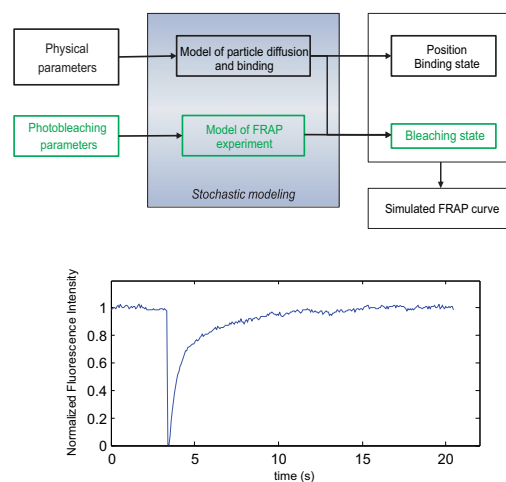 Physical
parameters
Model of particle diffusion
and binding
Position
Binding state
Photobleaching
parameters
Model of FRAP
experiment
Bleaching state
Stochastic modeling
Simulated FRAP curve
Normalized Fluorescence Intensity
1
0.8
0.6
0.4
0.2
0
0 5 10 15 20
time (s)